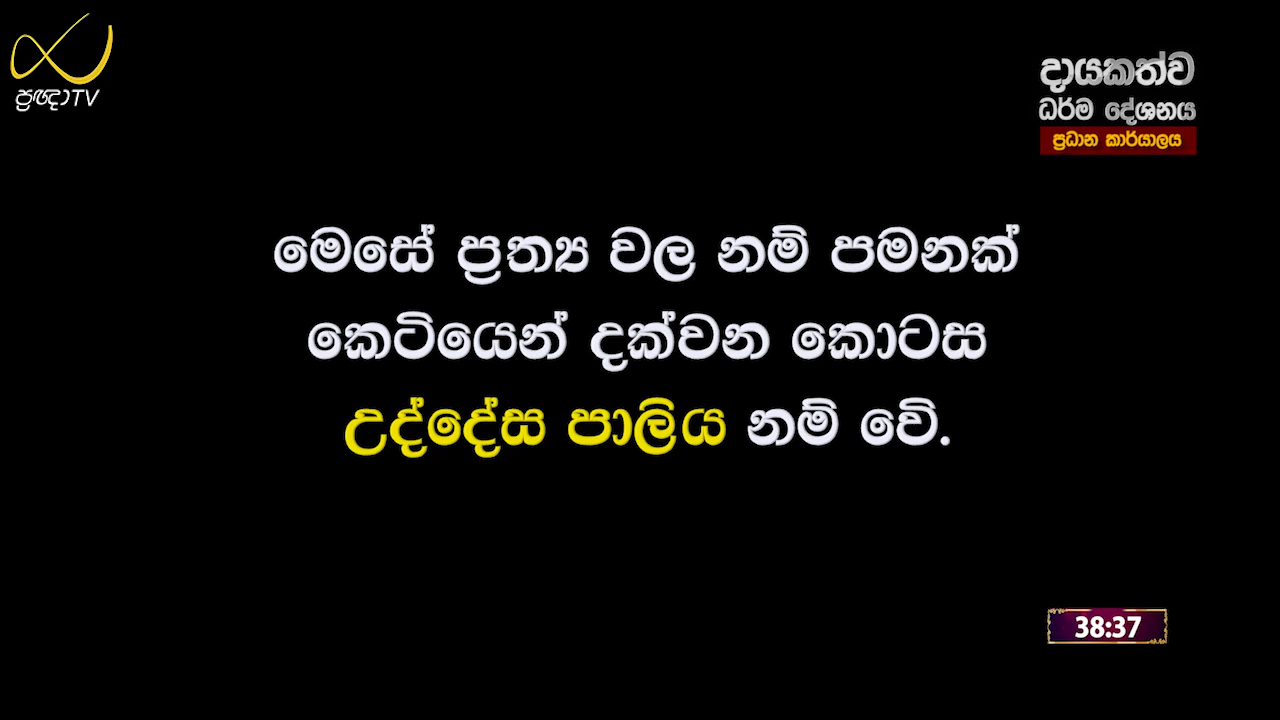 ප්‍රඥාTV
දායකත්ව
ධර්ම දේශනය
ප්‍රධාන කාර්යාලය
මෙසේ ප්‍රත්‍ය වල නම් පමනක්
කෙටියෙන් දක්වන කොටස
උද්දේස පාලිය නම් වේ.
38:37